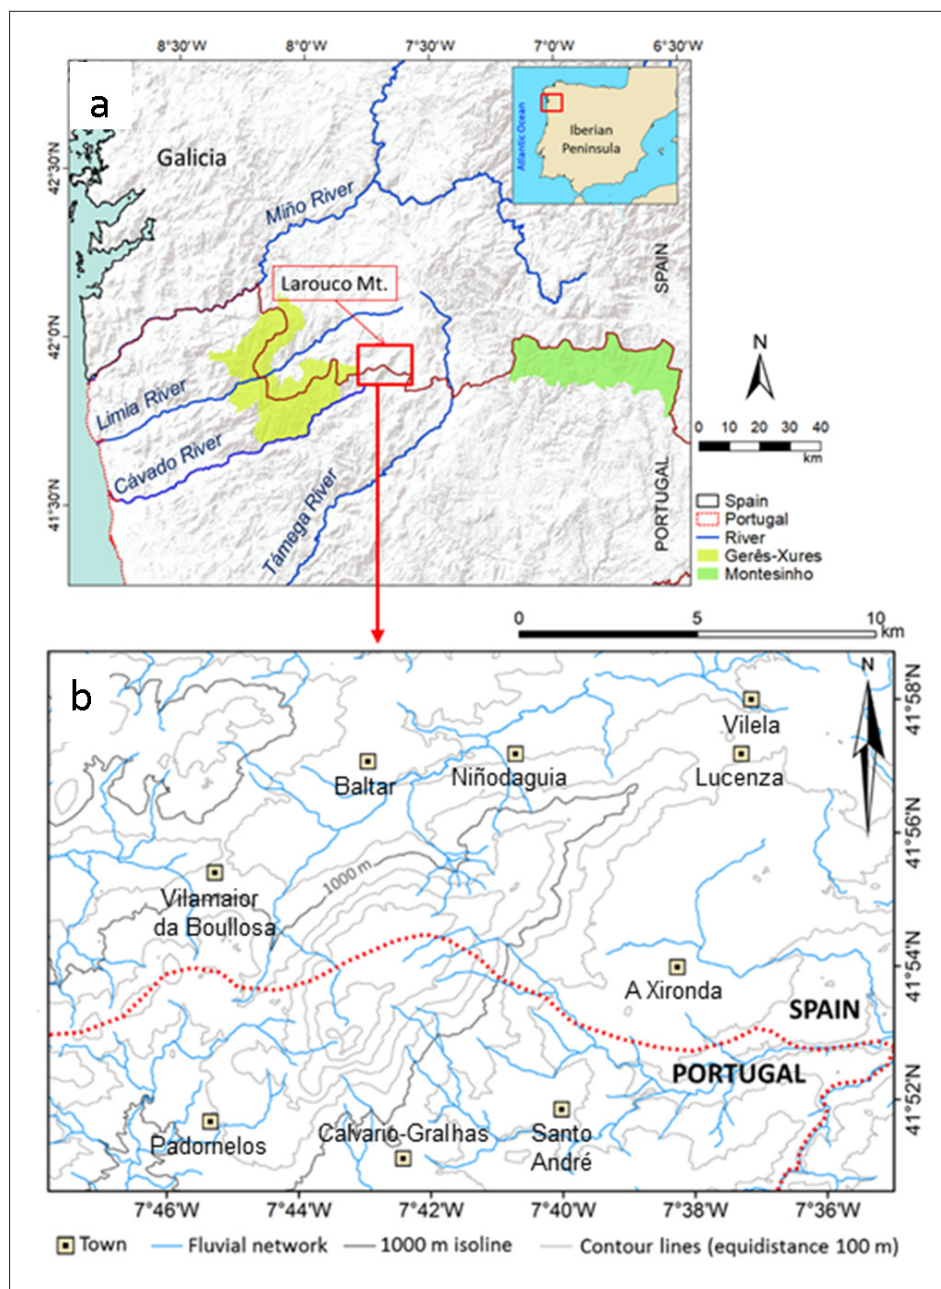 8°30'W 8°0'W 7°30'W 7°0'W 6°30'W
a
Galicia
Atlantic Ocean
Iberian
Peninsula
42°30'N
Miño River
SPAIN
Larouco Mt.
42°0'N
N
Limia River
Cávado River
0 10 20 30 40
km
41°30'N
Támega River
PORTUGAL
Spain
Portugal
River
Gerês-Xures
Montesinho
0 5 10
km
b
N
41°58'N
Vilela
Baltar
Niñodaguia
Lucenza
41°56'N
1000 m
Vilamaior
da Boullosa
41°54'N
A Xironda
SPAIN
PORTUGAL
41°52'N
Padornelos
Calvario-Gralhas
Santo
André
7°46'W 7°44'W 7°42'W 7°40'W 7°38'W 7°36'W
Town Fluvial network 1000 m isoline Contour lines (equidistance 100 m)